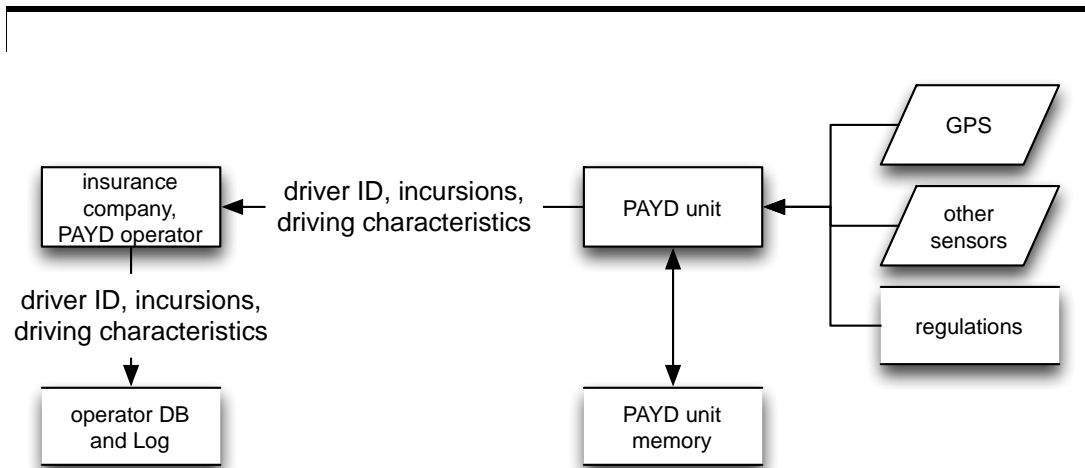 GPS
insurance
company,
PAYD operator
driver ID, incursions,
driving characteristics
PAYD unit
other
sensors
driver ID, incursions,
driving characteristics
regulations
operator DB
and Log
PAYD unit
memory